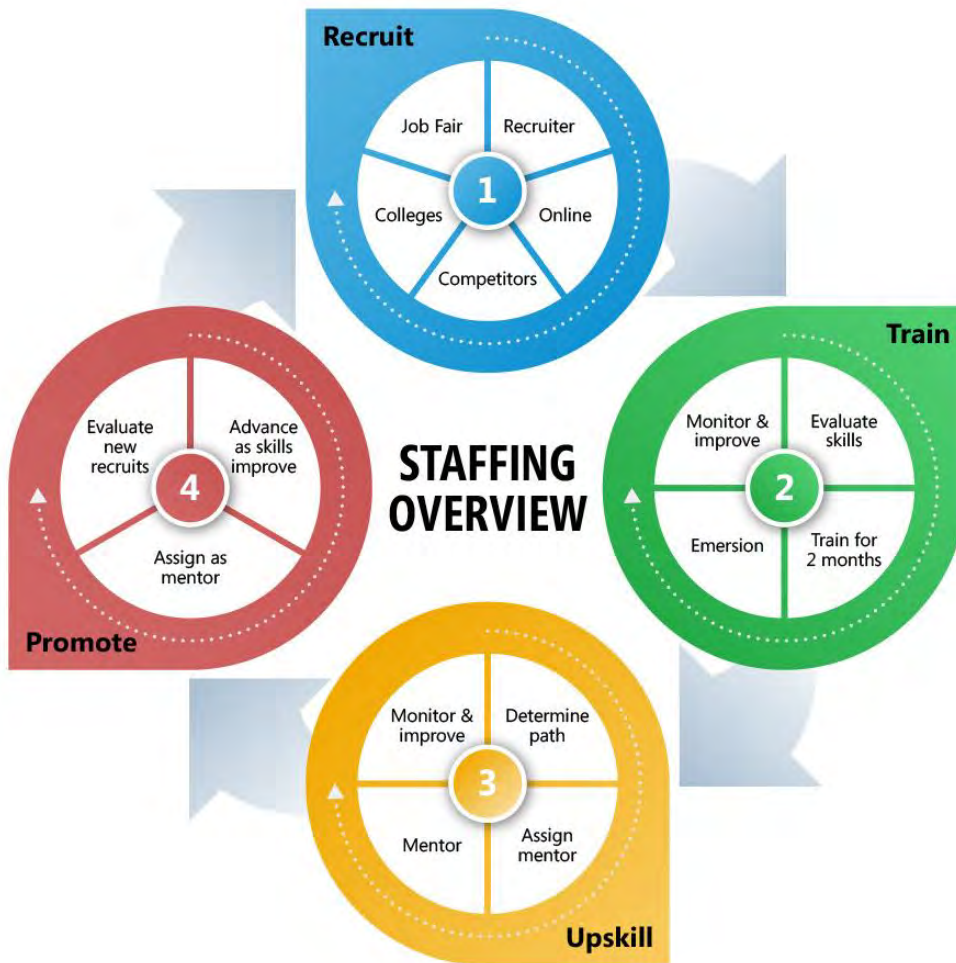 Recruit
Job Fair
Recruiter
Colleges
1
Online
Competitors
Train
Monitor &
improve
Evaluate
skills
2
Emersion
Train for
2 months
STAFFING
OVERVIEW
Evaluate
new
recruits
Advance
as skills
improve
4
Assign as
mentor
Promote
Monitor &
improve
Determine
path
3
Mentor
Assign
mentor
Upskill